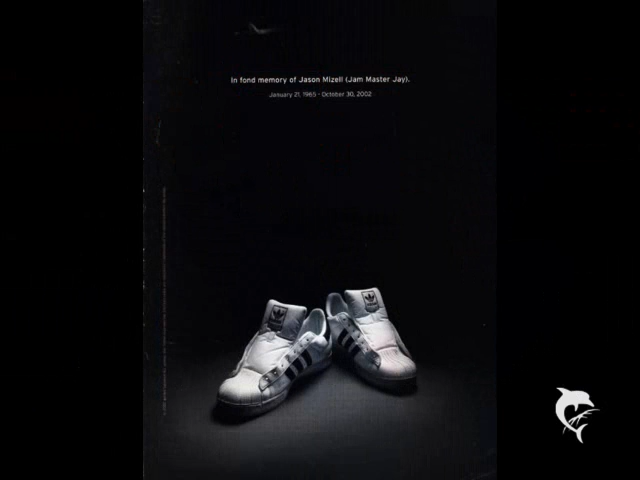 In fond memory of Jason Mizell (Jam Master Jay).
January 21, 1965 - October 30, 2002